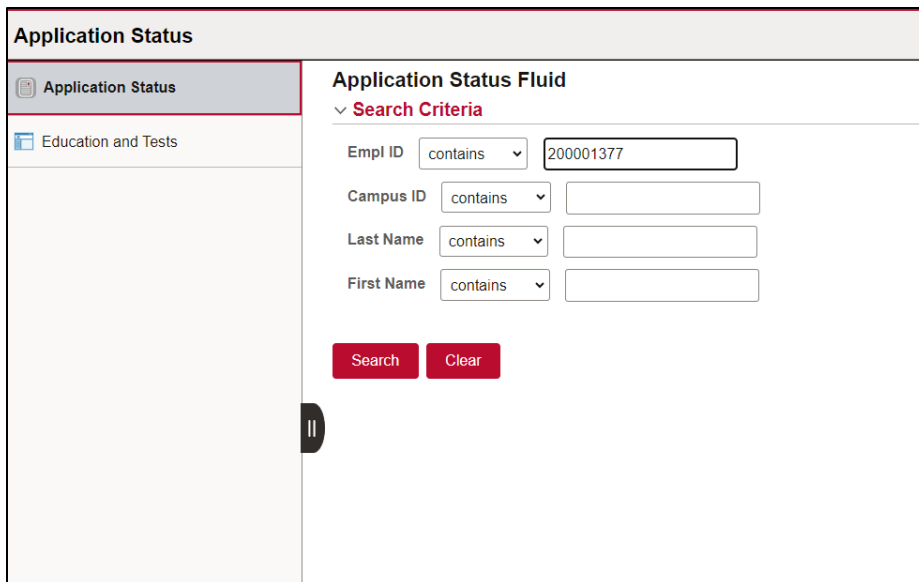 Application Status
Application Status
Education and Tests
Application Status Fluid
Search Criteria
Empl ID contains 200001377
Campus ID contains
Last Name contains
First Name contains
Search Clear